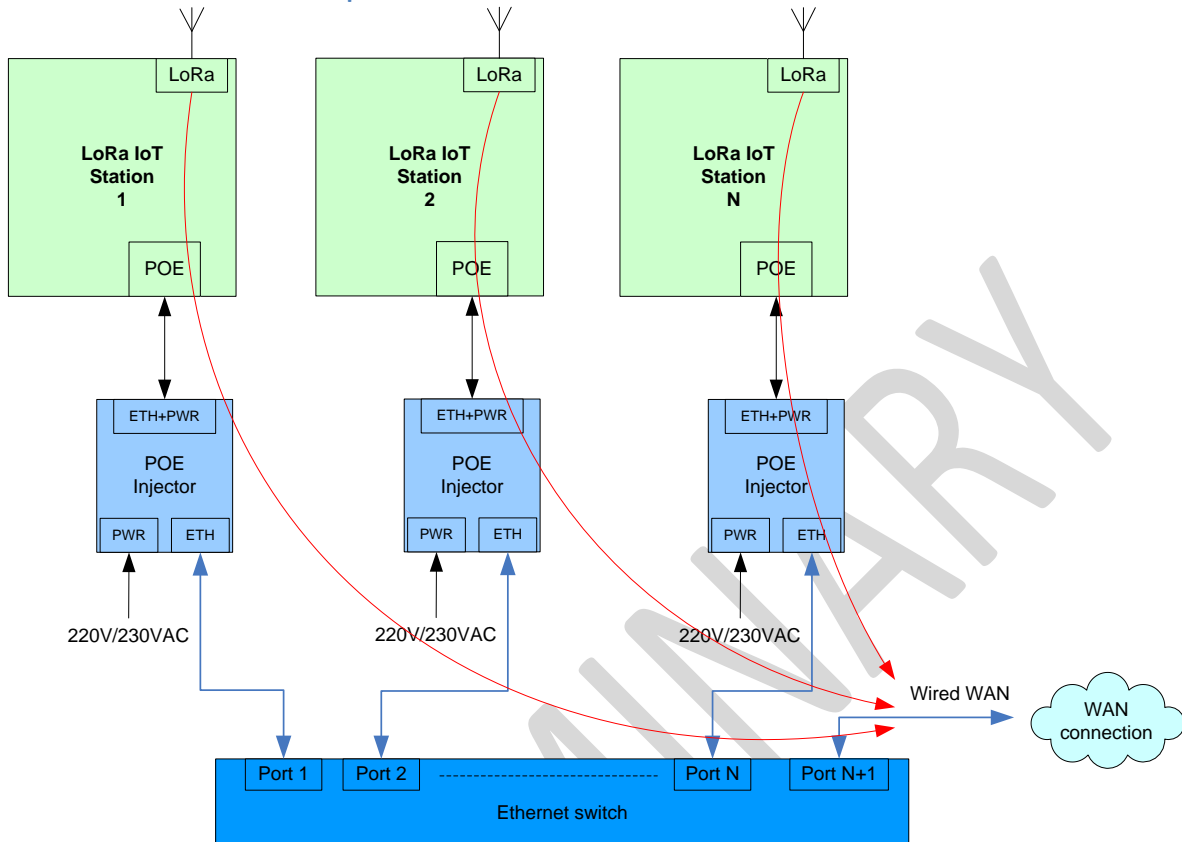 LoRa
LoRa
LoRa
LoRa IoT
Station
1
LoRa IoT
Station
2
LoRa IoT
Station
N
POE
POE
POE
ETH+PWR
ETH+PWR
ETH+PWR
POE
Injector
POE
Injector
POE
Injector
PWR
ETH
PWR
ETH
PWR
ETH
220V/230VAC
220V/230VAC
220V/230VAC
Wired WAN
WAN
connection
Port 1
Port 2
Port N
Port N+1
Ethernet switch
MINARY